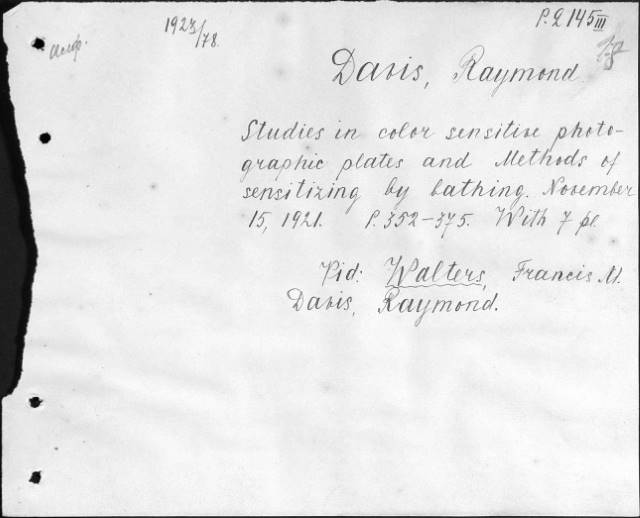 1923/78.
P. 2 145 III
Davis, Raymond
Studies in color sensitive photo-
graphic plates and Methods of
sensitizing by bathing. November
15, 1921. P. 352-375. With 7 pl.
Vid: Walters, Francis M.
Davis, Raymond.